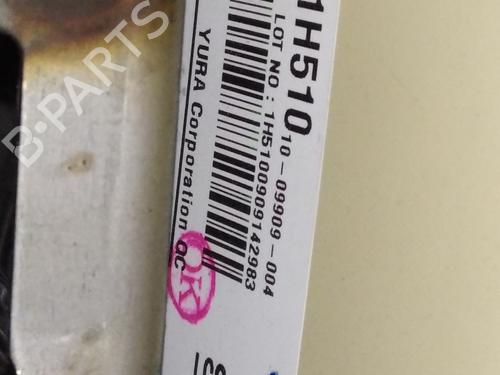 1H510
10-09909-004
LOT NO : 1H5100909142983
YURA Corporation QC
OK
B-PARTS